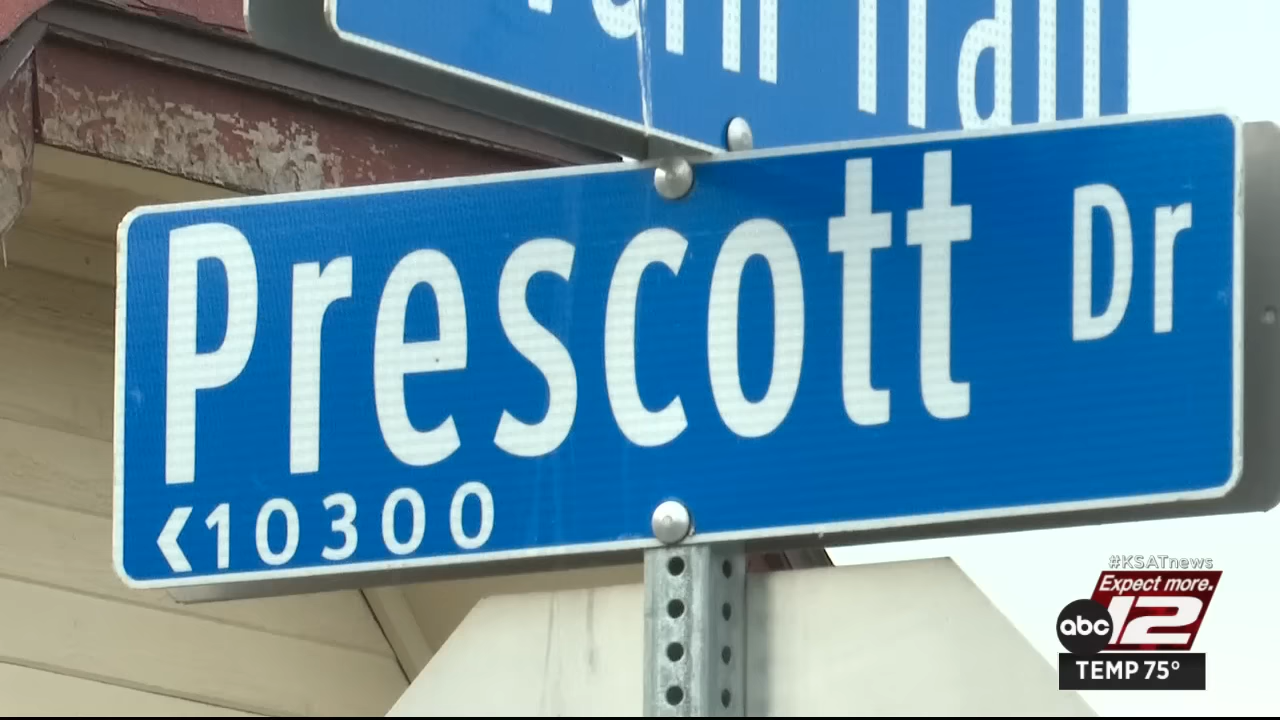 Prescott Dr
<10300
#KSATnews
Expect more.
abc 12
TEMP 75°